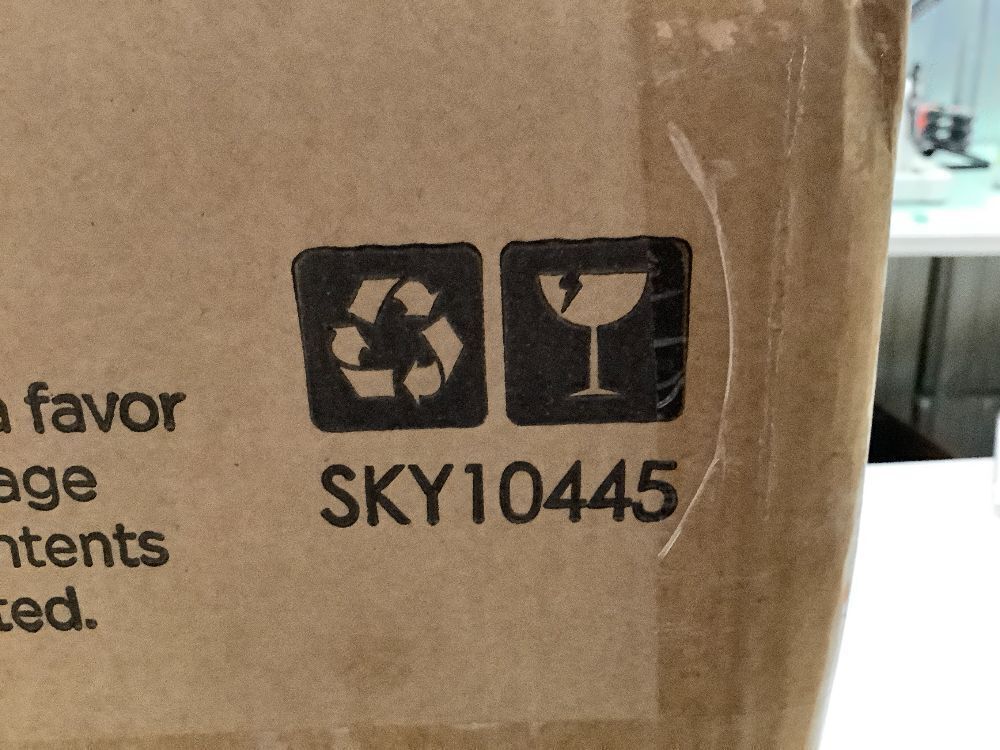 a favor
age
ntents
ted.
SKY10445